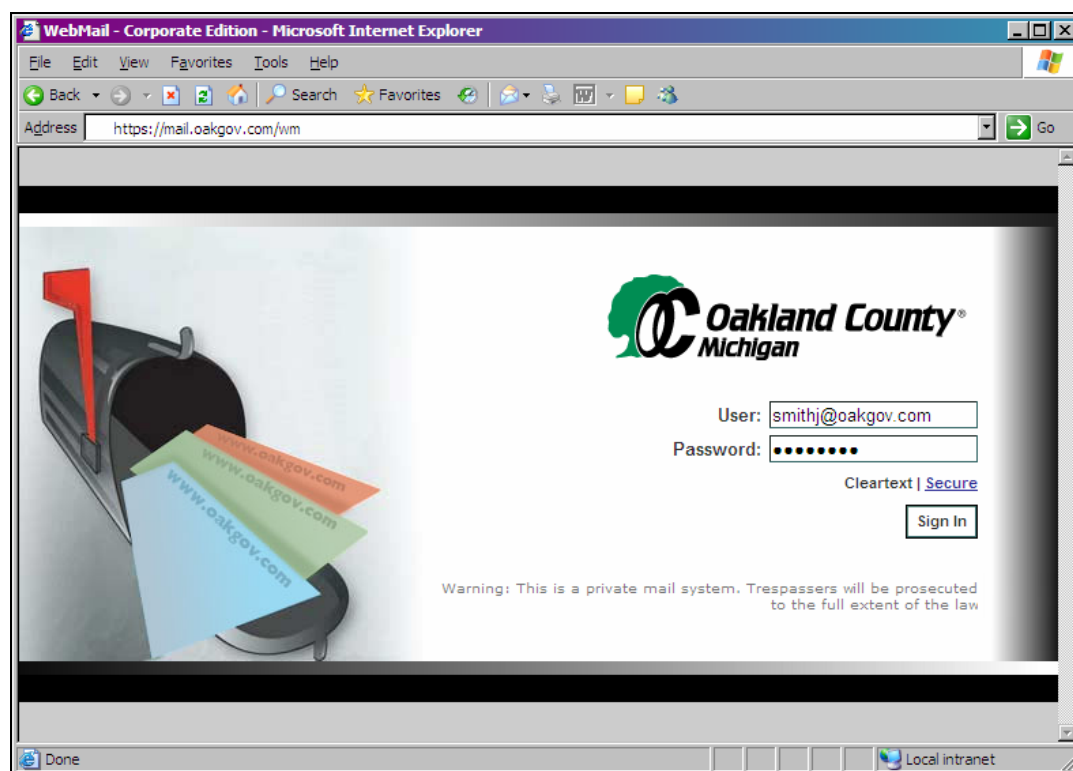 WebMail - Corporate Edition - Microsoft Internet Explorer
File Edit View Favorites Tools Help
Back Search Favorites
Address https://mail.oakgov.com/wm Go
Oakland County®
Michigan
User: smithj@oakgov.com
Password: ••••••••
Cleartext | Secure
Sign In
www.oakgov.com
www.oakgov.com
www.oakgov.com
Warning: This is a private mail system. Trespassers will be prosecuted
to the full extent of the law
Done Local intranet